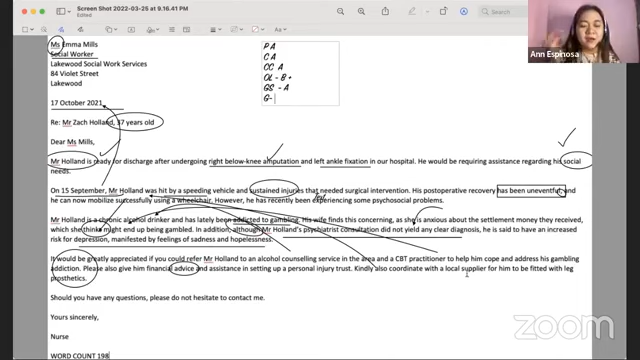 Screen Shot 2022-03-25 at 9.16.41 PM
Edited
Search
Ms Emma Mills
Social Worker
Lakewood Social Work Services
84 Violet Street
Lakewood
17 October 2021
Re: Mr Zach Holland, 37 years old
Dear Ms Mills,
Mr Holland is ready for discharge after undergoing right below-knee amputation and left ankle fixation in our hospital. He would be requiring assistance regarding his social
needs.
On 15 September, Mr Holland was hit by a speeding vehicle and sustained injuries that needed surgical intervention. His postoperative recovery has been uneventful, and
he can now mobilize successfully using a wheelchair. However, he has recently been experiencing some psychosocial problems.
Mr Holland is a chronic alcohol drinker and has lately been addicted to gambling. His wife finds this concerning, as she is anxious about the settlement money they received,
which she thinks might end up being gambled. In addition, although Mr Holland's psychiatrist consultation did not yield any clear diagnosis, he is said to have an increased
risk for depression, manifested by feelings of sadness and hopelessness.
It would be greatly appreciated if you could refer Mr Holland to an alcohol counselling service in the area and a CBT practitioner to help him cope and address his gambling
addiction. Please also give him financial advice and assistance in setting up a personal injury trust. Kindly also coordinate with a local supplier for him to be fitted with leg
prosthetics.
Should you have any questions, please do not hesitate to contact me.
Yours sincerely,
Nurse
WORD COUNT 198
P A
C A
CC A
OL - B +
GS - A
G -
Ann Espinosa
zoom